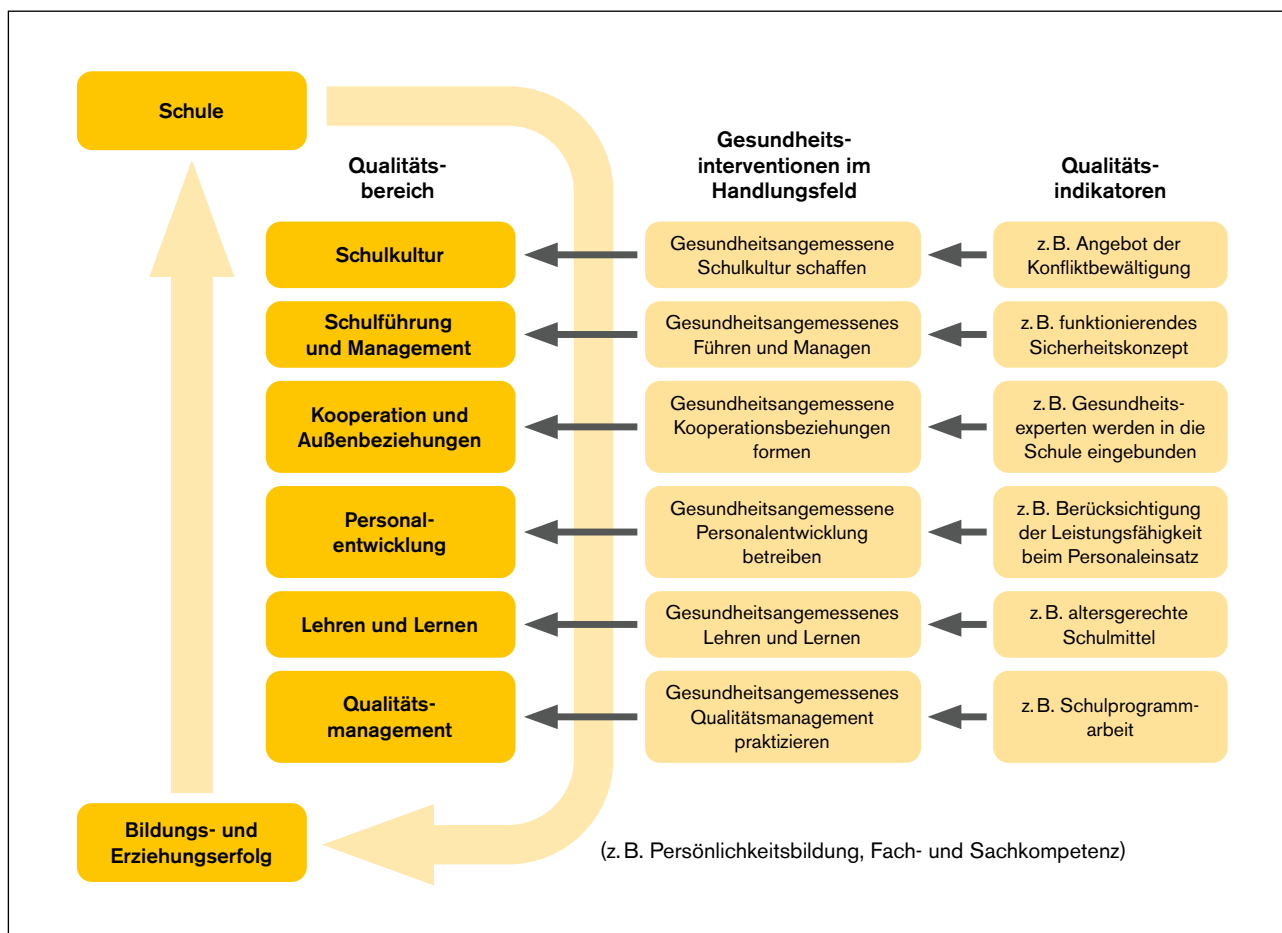 Schule
Qualitäts-
bereich
Gesundheits-
interventionen im
Handlungsfeld
Qualitäts-
indikatoren
Schulkultur
Gesundheitsangemessene
Schulkultur schaffen
z. B. Angebot der
Konfliktbewältigung
Schulführung
und Management
Gesundheitsangemessenes
Führen und Managen
z. B. funktionierendes
Sicherheitskonzept
Kooperation und
Außenbeziehungen
Gesundheitsangemessene
Kooperationsbeziehungen
formen
z. B. Gesundheits-
experten werden in die
Schule eingebunden
Personal-
entwicklung
Gesundheitsangemessene
Personalentwicklung
betreiben
z. B. Berücksichtigung
der Leistungsfähigkeit
beim Personaleinsatz
Lehren und Lernen
Gesundheitsangemessenes
Lehren und Lernen
z. B. altersgerechte
Schulmittel
Qualitäts-
management
Gesundheitsangemessenes
Qualitätsmanagement
praktizieren
z. B. Schulprogramm-
arbeit
Bildungs- und
Erziehungserfolg
(z. B. Persönlichkeitsbildung, Fach- und Sachkompetenz)